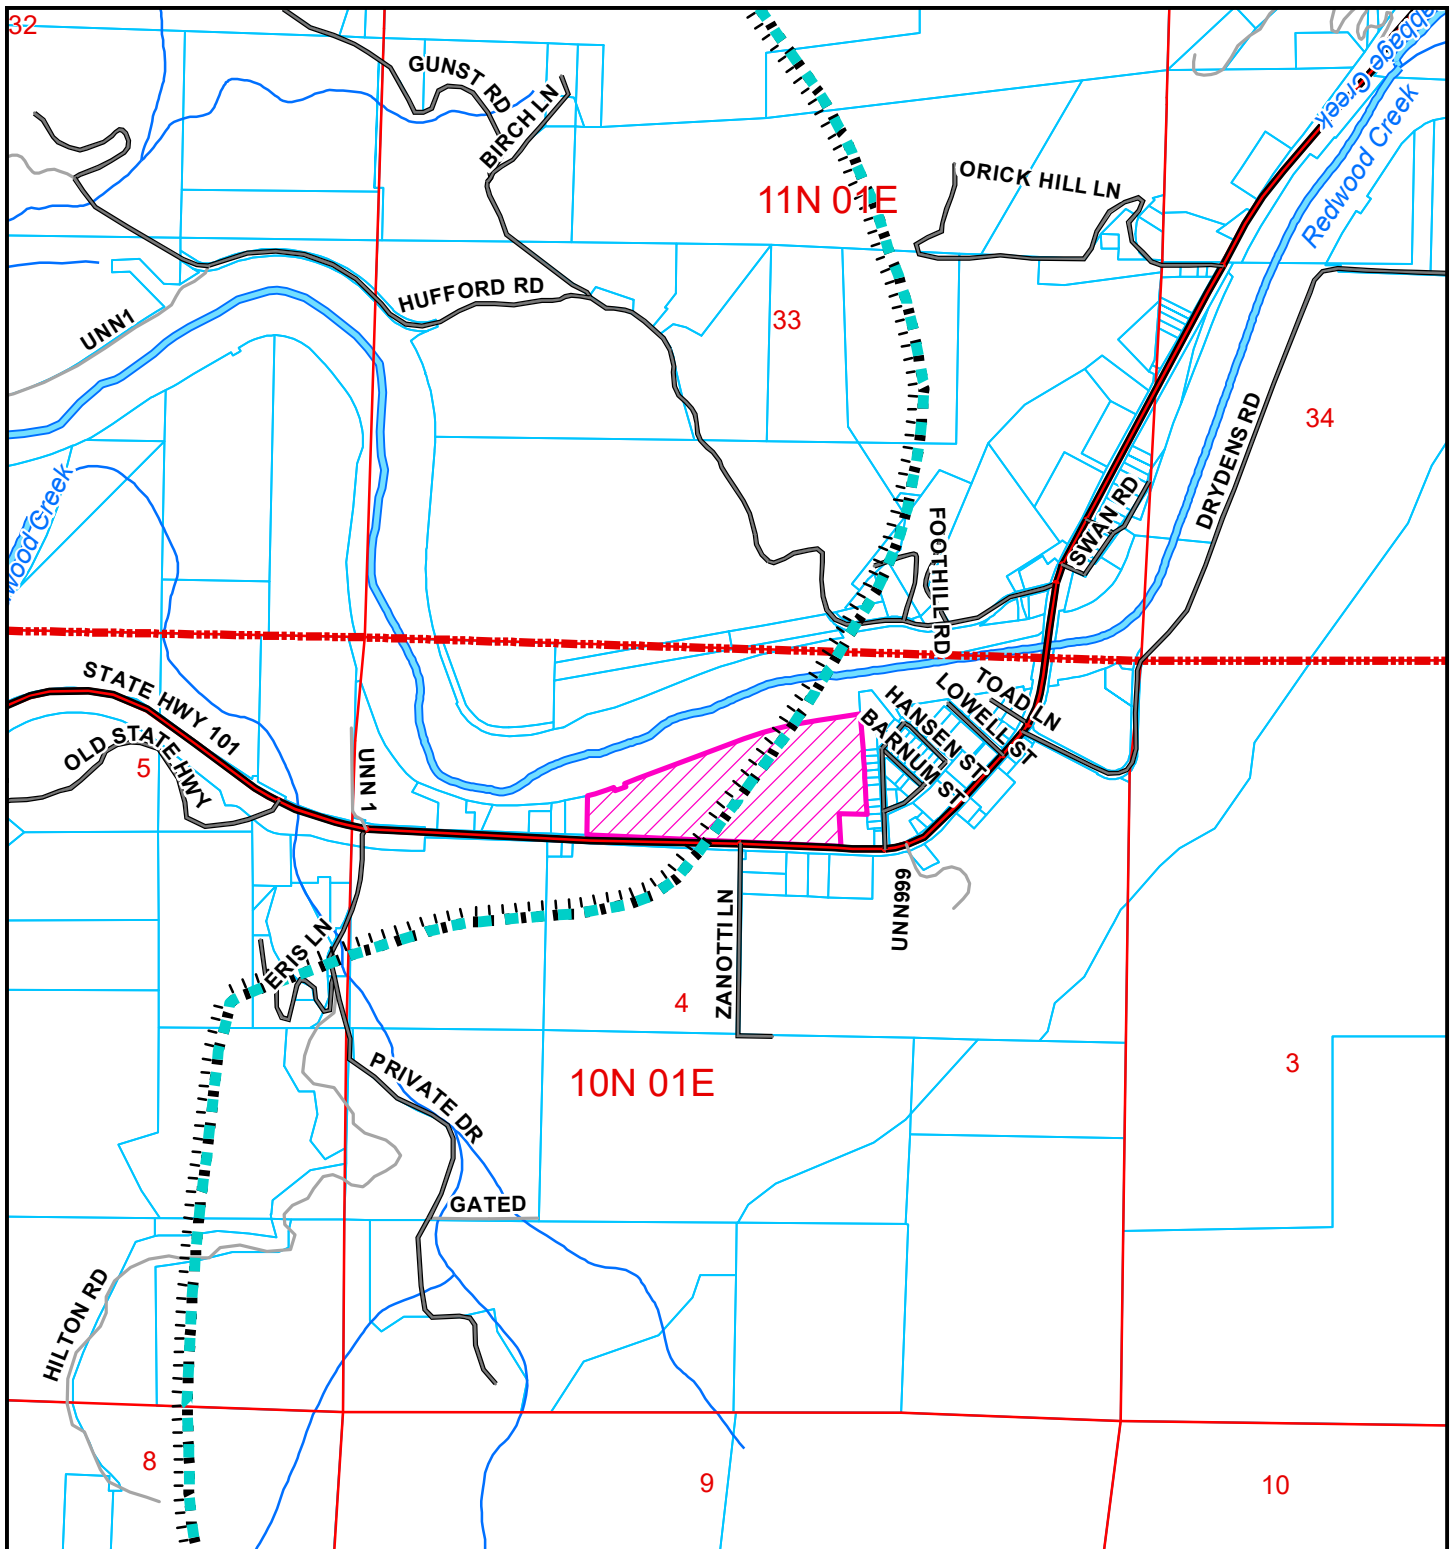 32
GUNST RD
BIRCH LN
Creek
Redwood Creek
11N 01E
ORICK HILL LN
HUFFORD RD
UNN1
33
34
DRYDENS RD
SWAN RD
wood Creek
FOOTHILL RD
STATE HWY 101
OLD STATE HWY
5
UNN 1
TOAD LN
LOWELL ST
HANSEN ST
BARNUM ST
UNN999
ZANOTTI LN
ERIS LN
4
3
10N 01E
PRIVATE DR
GATED
HILTON RD
8
9
10